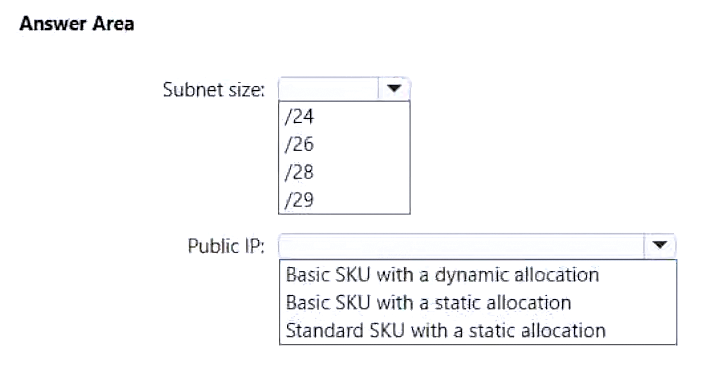 Answer Area
Subnet size:
/24
/26
/28
/29
Public IP:
Basic SKU with a dynamic allocation
Basic SKU with a static allocation
Standard SKU with a static allocation